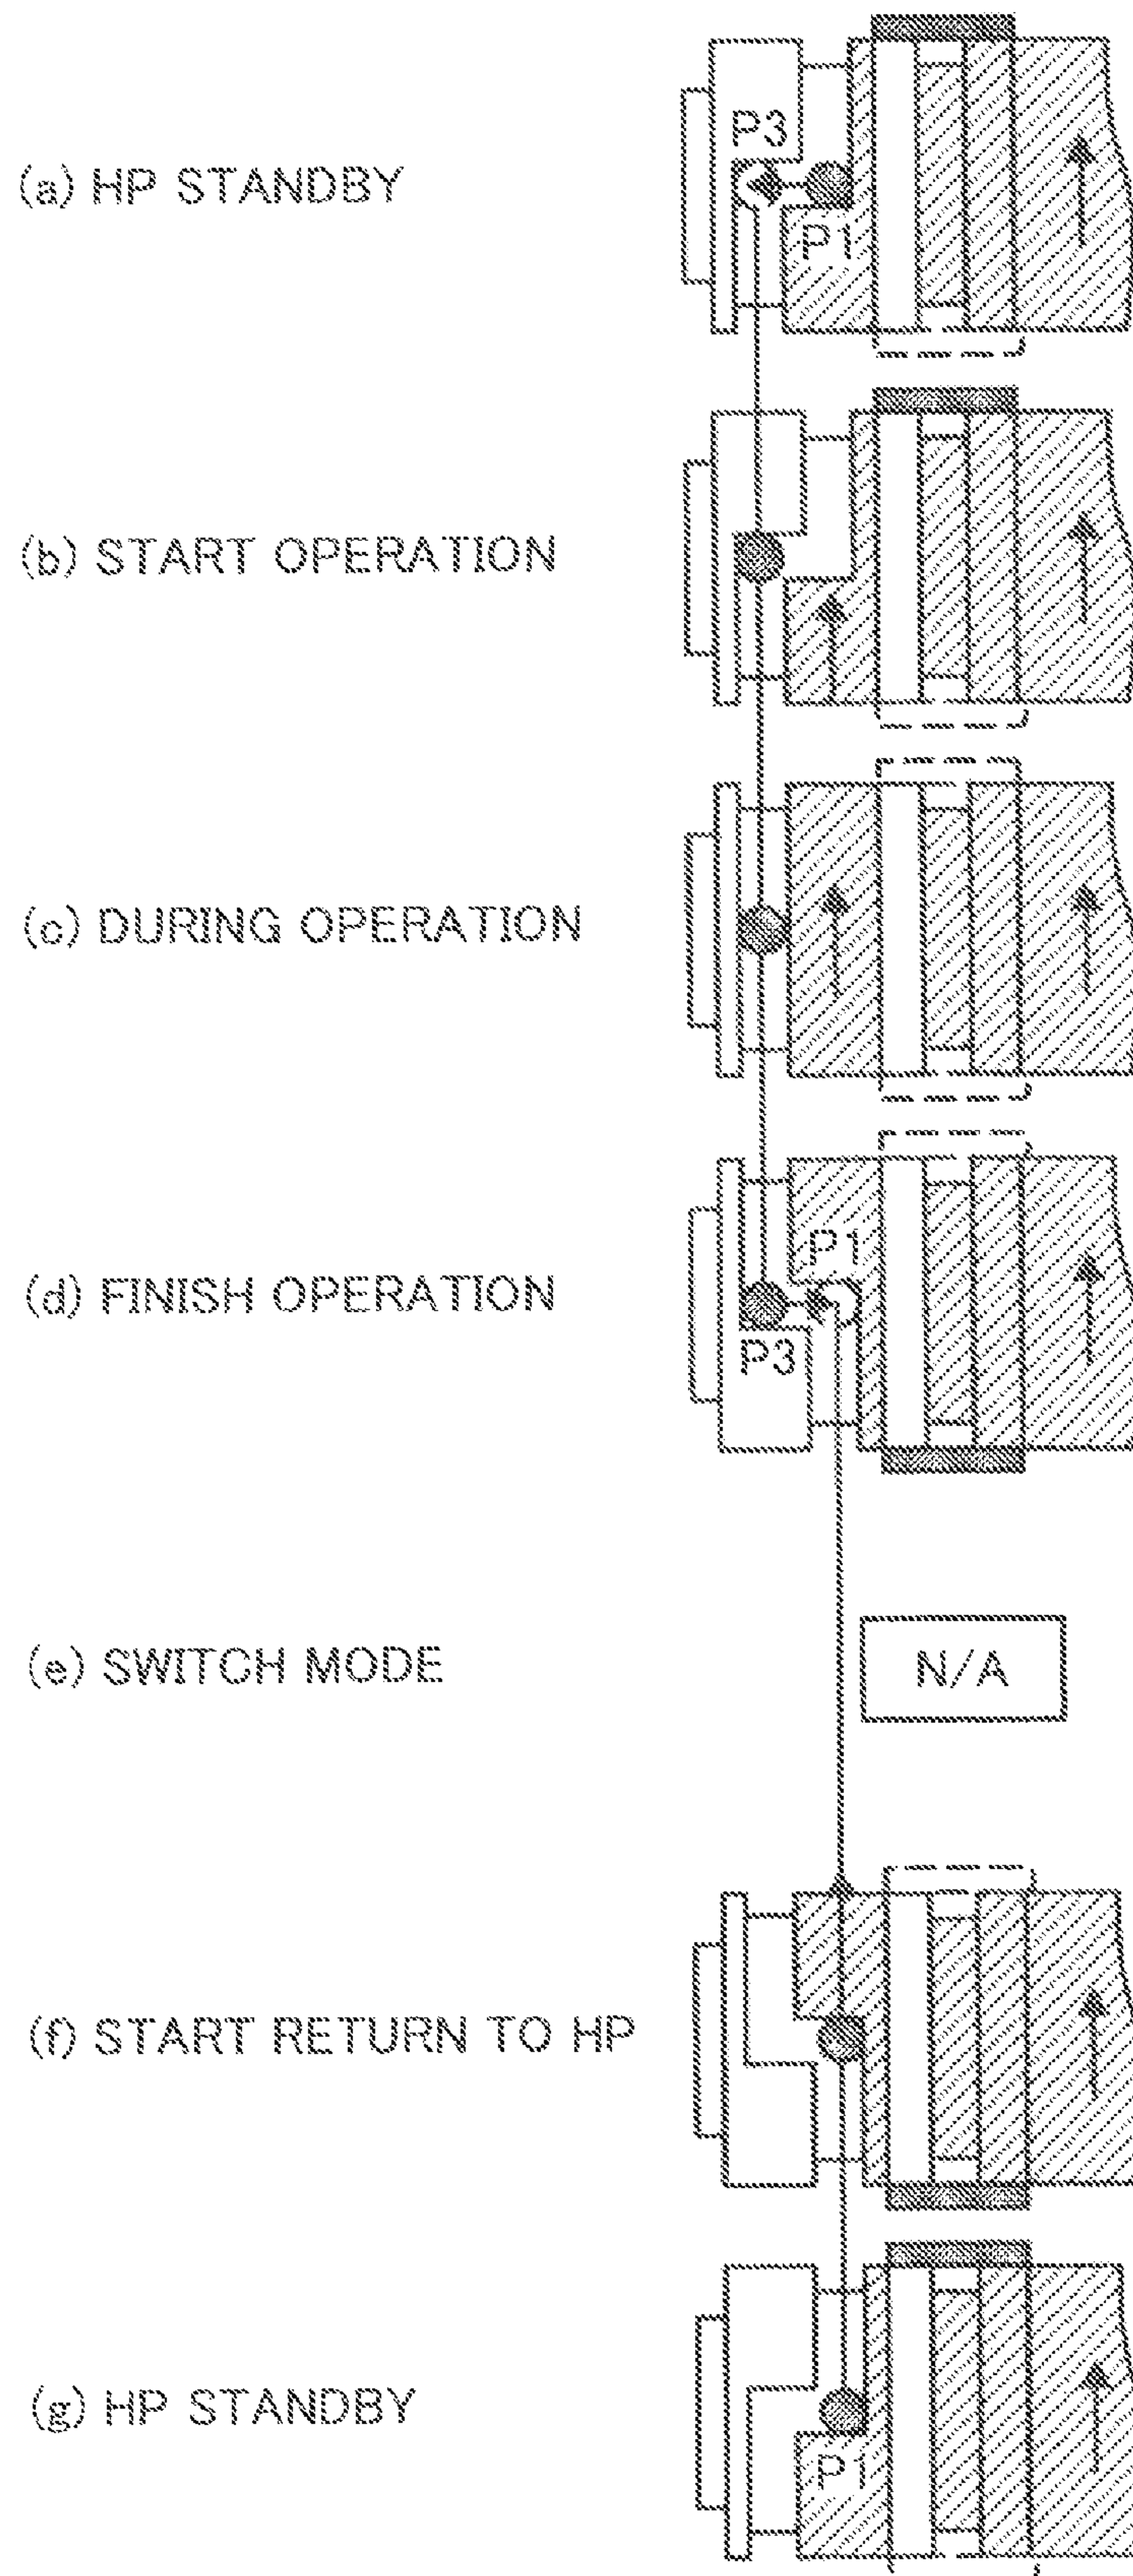 (a) HP STANDBY
P3
P1
(b) START OPERATION
(c) DURING OPERATION
(d) FINISH OPERATION
P1
P3
(e) SWITCH MODE
N/A
(f) START RETURN TO HP
(g) HP STANDBY
P1